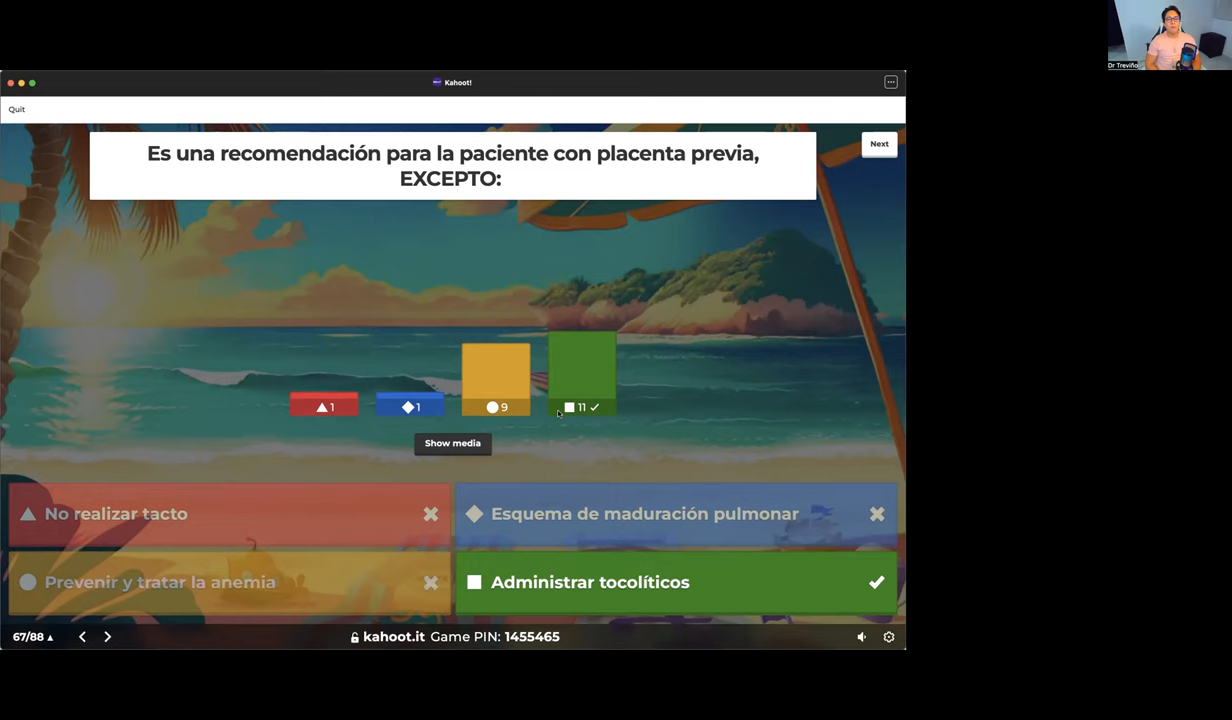 Kahoot!
Dr Treviño
Quit
Es una recomendación para la paciente con placenta previa,
EXCEPTO:
Next
1
1
9
11
Show media
No realizar tacto
Esquema de maduración pulmonar
Prevenir y tratar la anemia
Administrar tocolíticos
67/88
kahoot.it Game PIN: 1455465